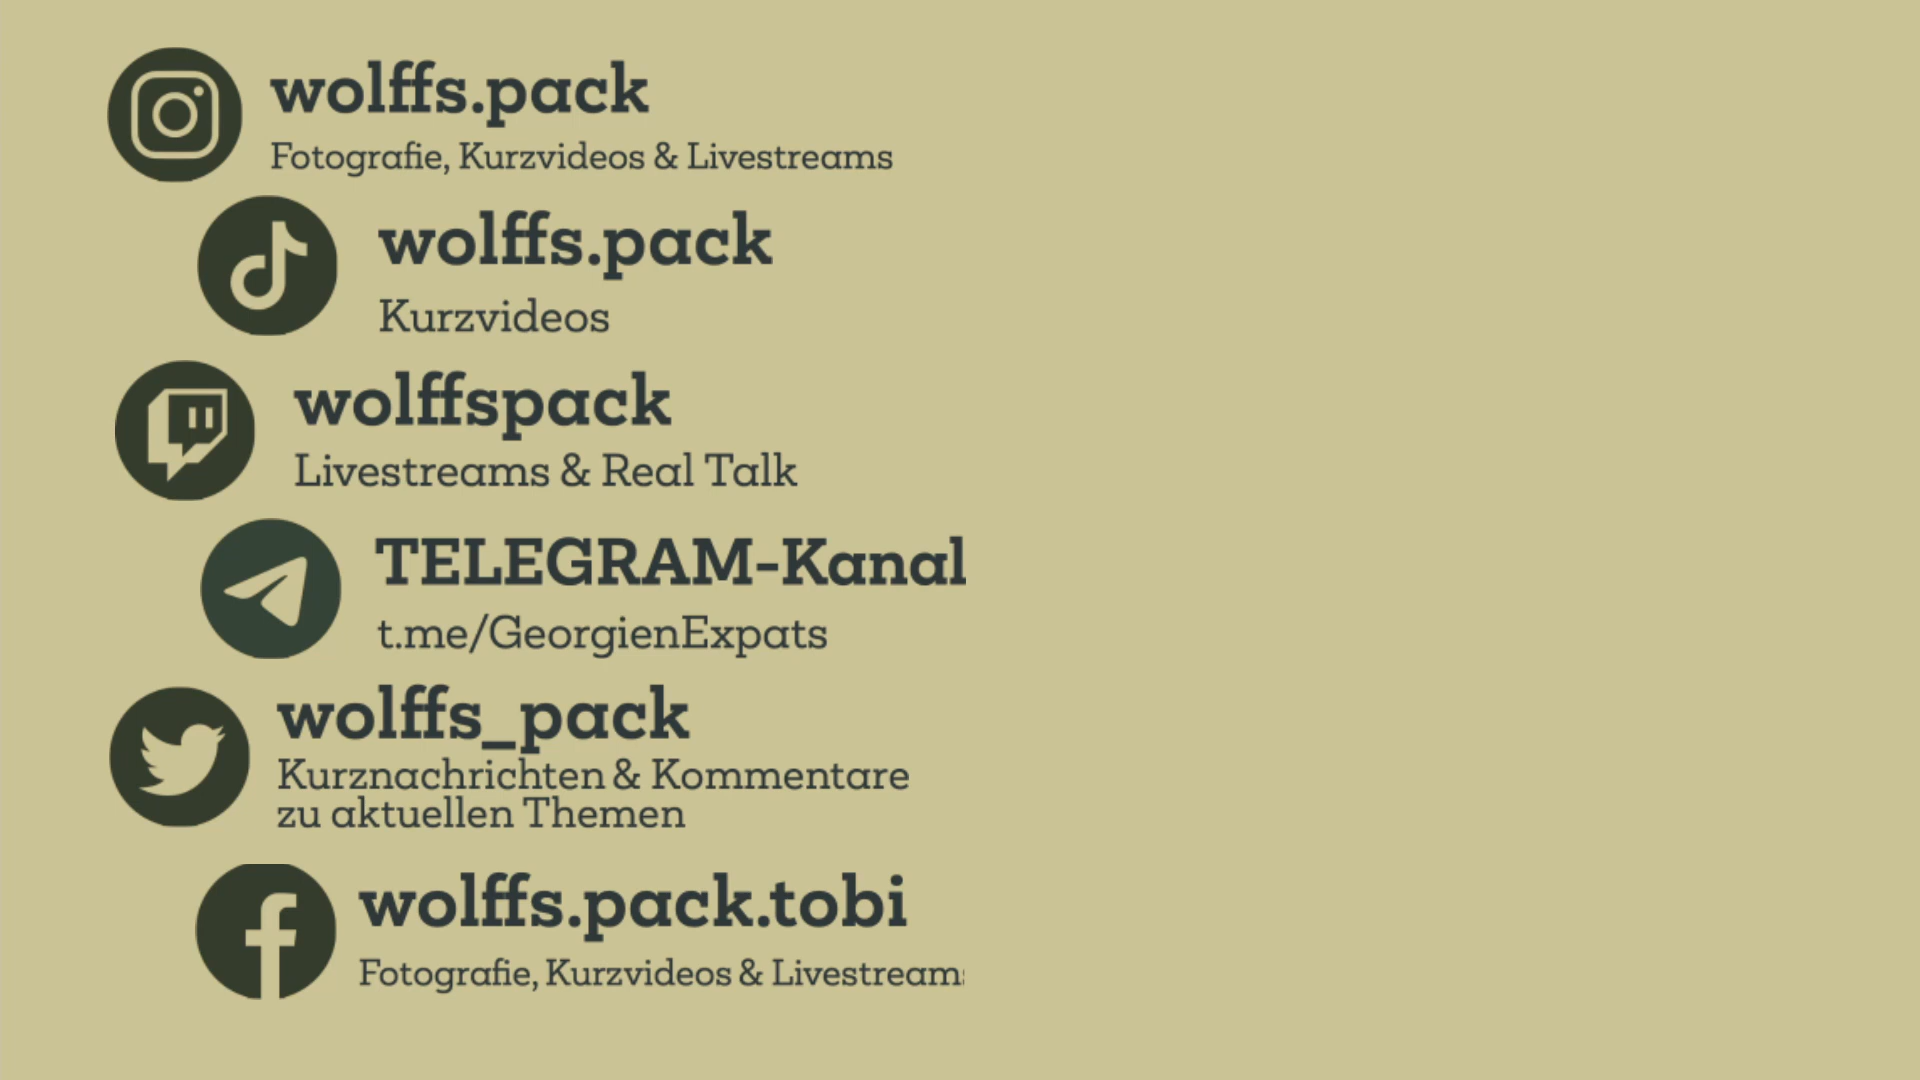 wolffs.pack
Fotografie, Kurzvideos & Livestreams
wolffs.pack
Kurzvideos
wolffspack
Livestreams & Real Talk
TELEGRAM-Kanal
t.me/GeorgienExpats
wolffs_pack
Kurznachrichten & Kommentare
zu aktuellen Themen
wolffs.pack.tobi
Fotografie, Kurzvideos & Livestreams